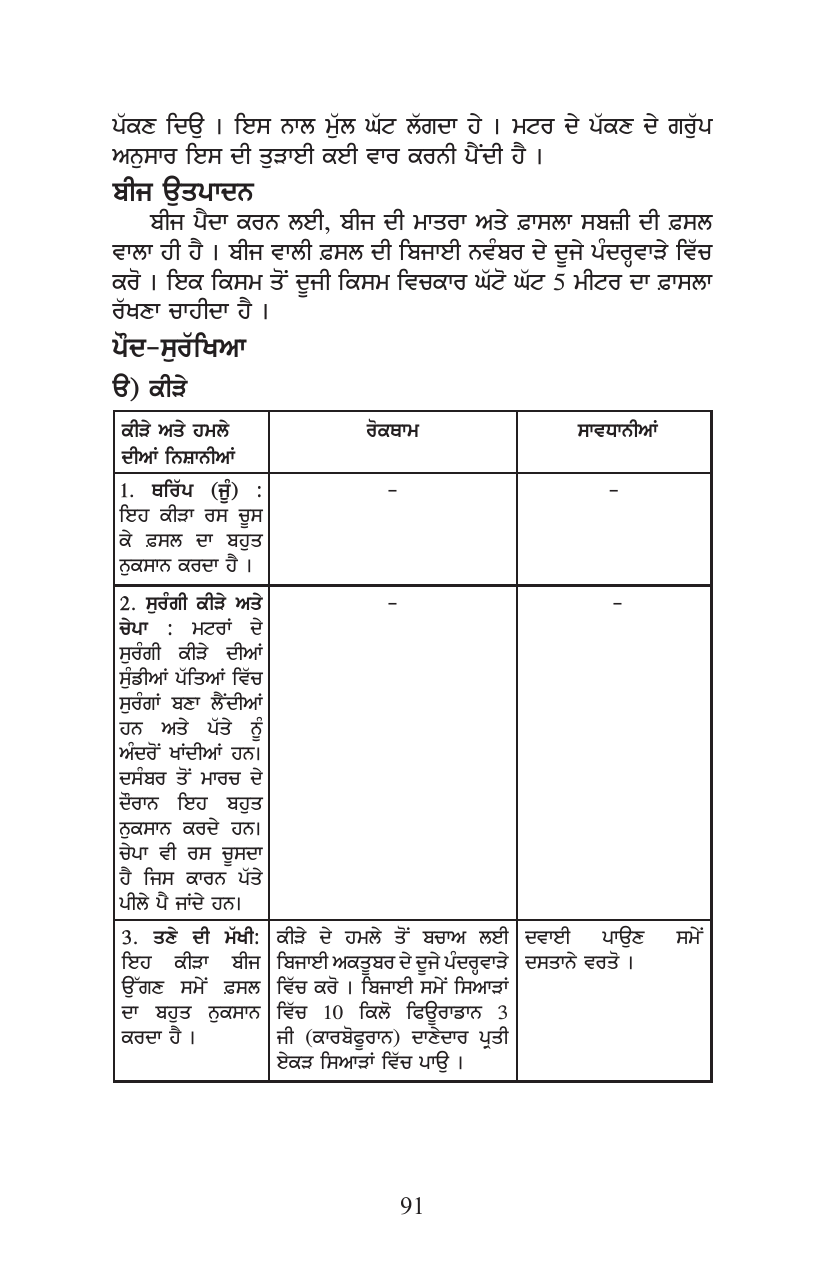 ਪੱਕਣ ਦਿਉ । ਇਸ ਨਾਲ ਮੁੱਲ ਘੱਟ ਲੱਗਦਾ ਹੇ । ਮਟਰ ਦੇ ਪੱਕਣ ਦੇ ਗਰੁੱਪ
ਅਨੁਸਾਰ ਇਸ ਦੀ ਤੁੜਾਈ ਕਈ ਵਾਰ ਕਰਨੀ ਪੈਂਦੀ ਹੈ ।
ਬੀਜ ਉਤਪਾਦਨ
ਬੀਜ ਪੈਦਾ ਕਰਨ ਲਈ, ਬੀਜ ਦੀ ਮਾਤਰਾ ਅਤੇ ਫ਼ਾਸਲਾ ਸਬਜ਼ੀ ਦੀ ਫ਼ਸਲ
ਵਾਲਾ ਹੀ ਹੈ । ਬੀਜ ਵਾਲੀ ਫ਼ਸਲ ਦੀ ਬਿਜਾਈ ਨਵੰਬਰ ਦੇ ਦੂਜੇ ਪੰਦਰ੍ਹਵਾੜੇ ਵਿੱਚ
ਕਰੋ । ਇਕ ਕਿਸਮ ਤੋਂ ਦੂਜੀ ਕਿਸਮ ਵਿਚਕਾਰ ਘੱਟੋ ਘੱਟ 5 ਮੀਟਰ ਦਾ ਫ਼ਾਸਲਾ
ਰੱਖਣਾ ਚਾਹੀਦਾ ਹੈ ।
ਪੌਦ-ਸੁਰੱਖਿਆ
ੳ) ਕੀੜੇ
ਕੀੜੇ ਅਤੇ ਹਮਲੇ
ਦੀਆਂ ਨਿਸ਼ਾਨੀਆਂ
ਰੋਕਥਾਮ
ਸਾਵਧਾਨੀਆਂ
1. ਥਰਿੱਪ (ਜੂੰ) :
ਇਹ ਕੀੜਾ ਰਸ ਚੂਸ
ਕੇ ਫ਼ਸਲ ਦਾ ਬਹੁਤ
ਨੁਕਸਾਨ ਕਰਦਾ ਹੈ ।
-
-
2. ਸੁਰੰਗੀ ਕੀੜੇ ਅਤੇ
ਚੇਪਾ : ਮਟਰਾਂ ਦੇ
ਸੁਰੰਗੀ ਕੀੜੇ ਦੀਆਂ
ਸੁੰਡੀਆਂ ਪੱਤਿਆਂ ਵਿੱਚ
ਸੁਰੰਗਾਂ ਬਣਾ ਲੈਂਦੀਆਂ
ਹਨ ਅਤੇ ਪੱਤੇ ਨੂੰ
ਅੰਦਰੋਂ ਖਾਂਦੀਆਂ ਹਨ।
ਦਸੰਬਰ ਤੋਂ ਮਾਰਚ ਦੇ
ਦੌਰਾਨ ਇਹ ਬਹੁਤ
ਨੁਕਸਾਨ ਕਰਦੇ ਹਨ।
ਚੇਪਾ ਵੀ ਰਸ ਚੂਸਦਾ
ਹੈ ਜਿਸ ਕਾਰਨ ਪੱਤੇ
ਪੀਲੇ ਪੈ ਜਾਂਦੇ ਹਨ।
-
-
3. ਤਣੇ ਦੀ ਮੱਖੀ:
ਇਹ ਕੀੜਾ ਬੀਜ
ਉੱਗਣ ਸਮੇਂ ਫ਼ਸਲ
ਦਾ ਬਹੁਤ ਨੁਕਸਾਨ
ਕਰਦਾ ਹੈ ।
ਕੀੜੇ ਦੇ ਹਮਲੇ ਤੋਂ ਬਚਾਅ ਲਈ
ਬਿਜਾਈ ਅਕਤੂਬਰ ਦੇ ਦੂਜੇ ਪੰਦਰ੍ਹਵਾੜੇ
ਵਿੱਚ ਕਰੋ । ਬਿਜਾਈ ਸਮੇਂ ਸਿਆੜਾਂ
ਵਿੱਚ 10 ਕਿਲੋ ਫਿਊਰਾਡਾਨ 3
ਜੀ (ਕਾਰਬੋਫੂਰਾਨ) ਦਾਣੇਦਾਰ ਪ੍ਰਤੀ
ਏਕੜ ਸਿਆੜਾਂ ਵਿੱਚ ਪਾਉ ।
ਦਵਾਈ ਪਾਉਣ ਸਮੇਂ
ਦਸਤਾਨੇ ਵਰਤੋ ।
91